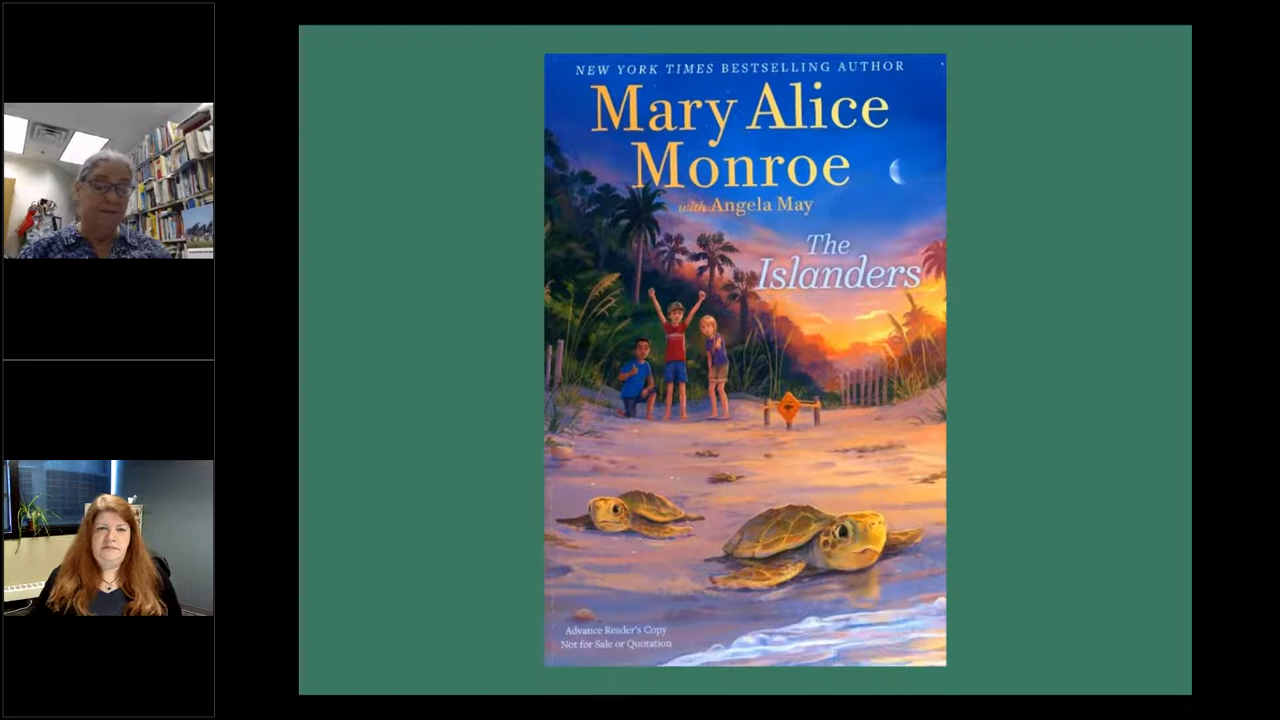 NEW YORK TIMES BESTSELLING AUTHOR
Mary Alice
Monroe
with Angela May
The
Islanders
Advance Reader's Copy
Not for Sale or Quotation